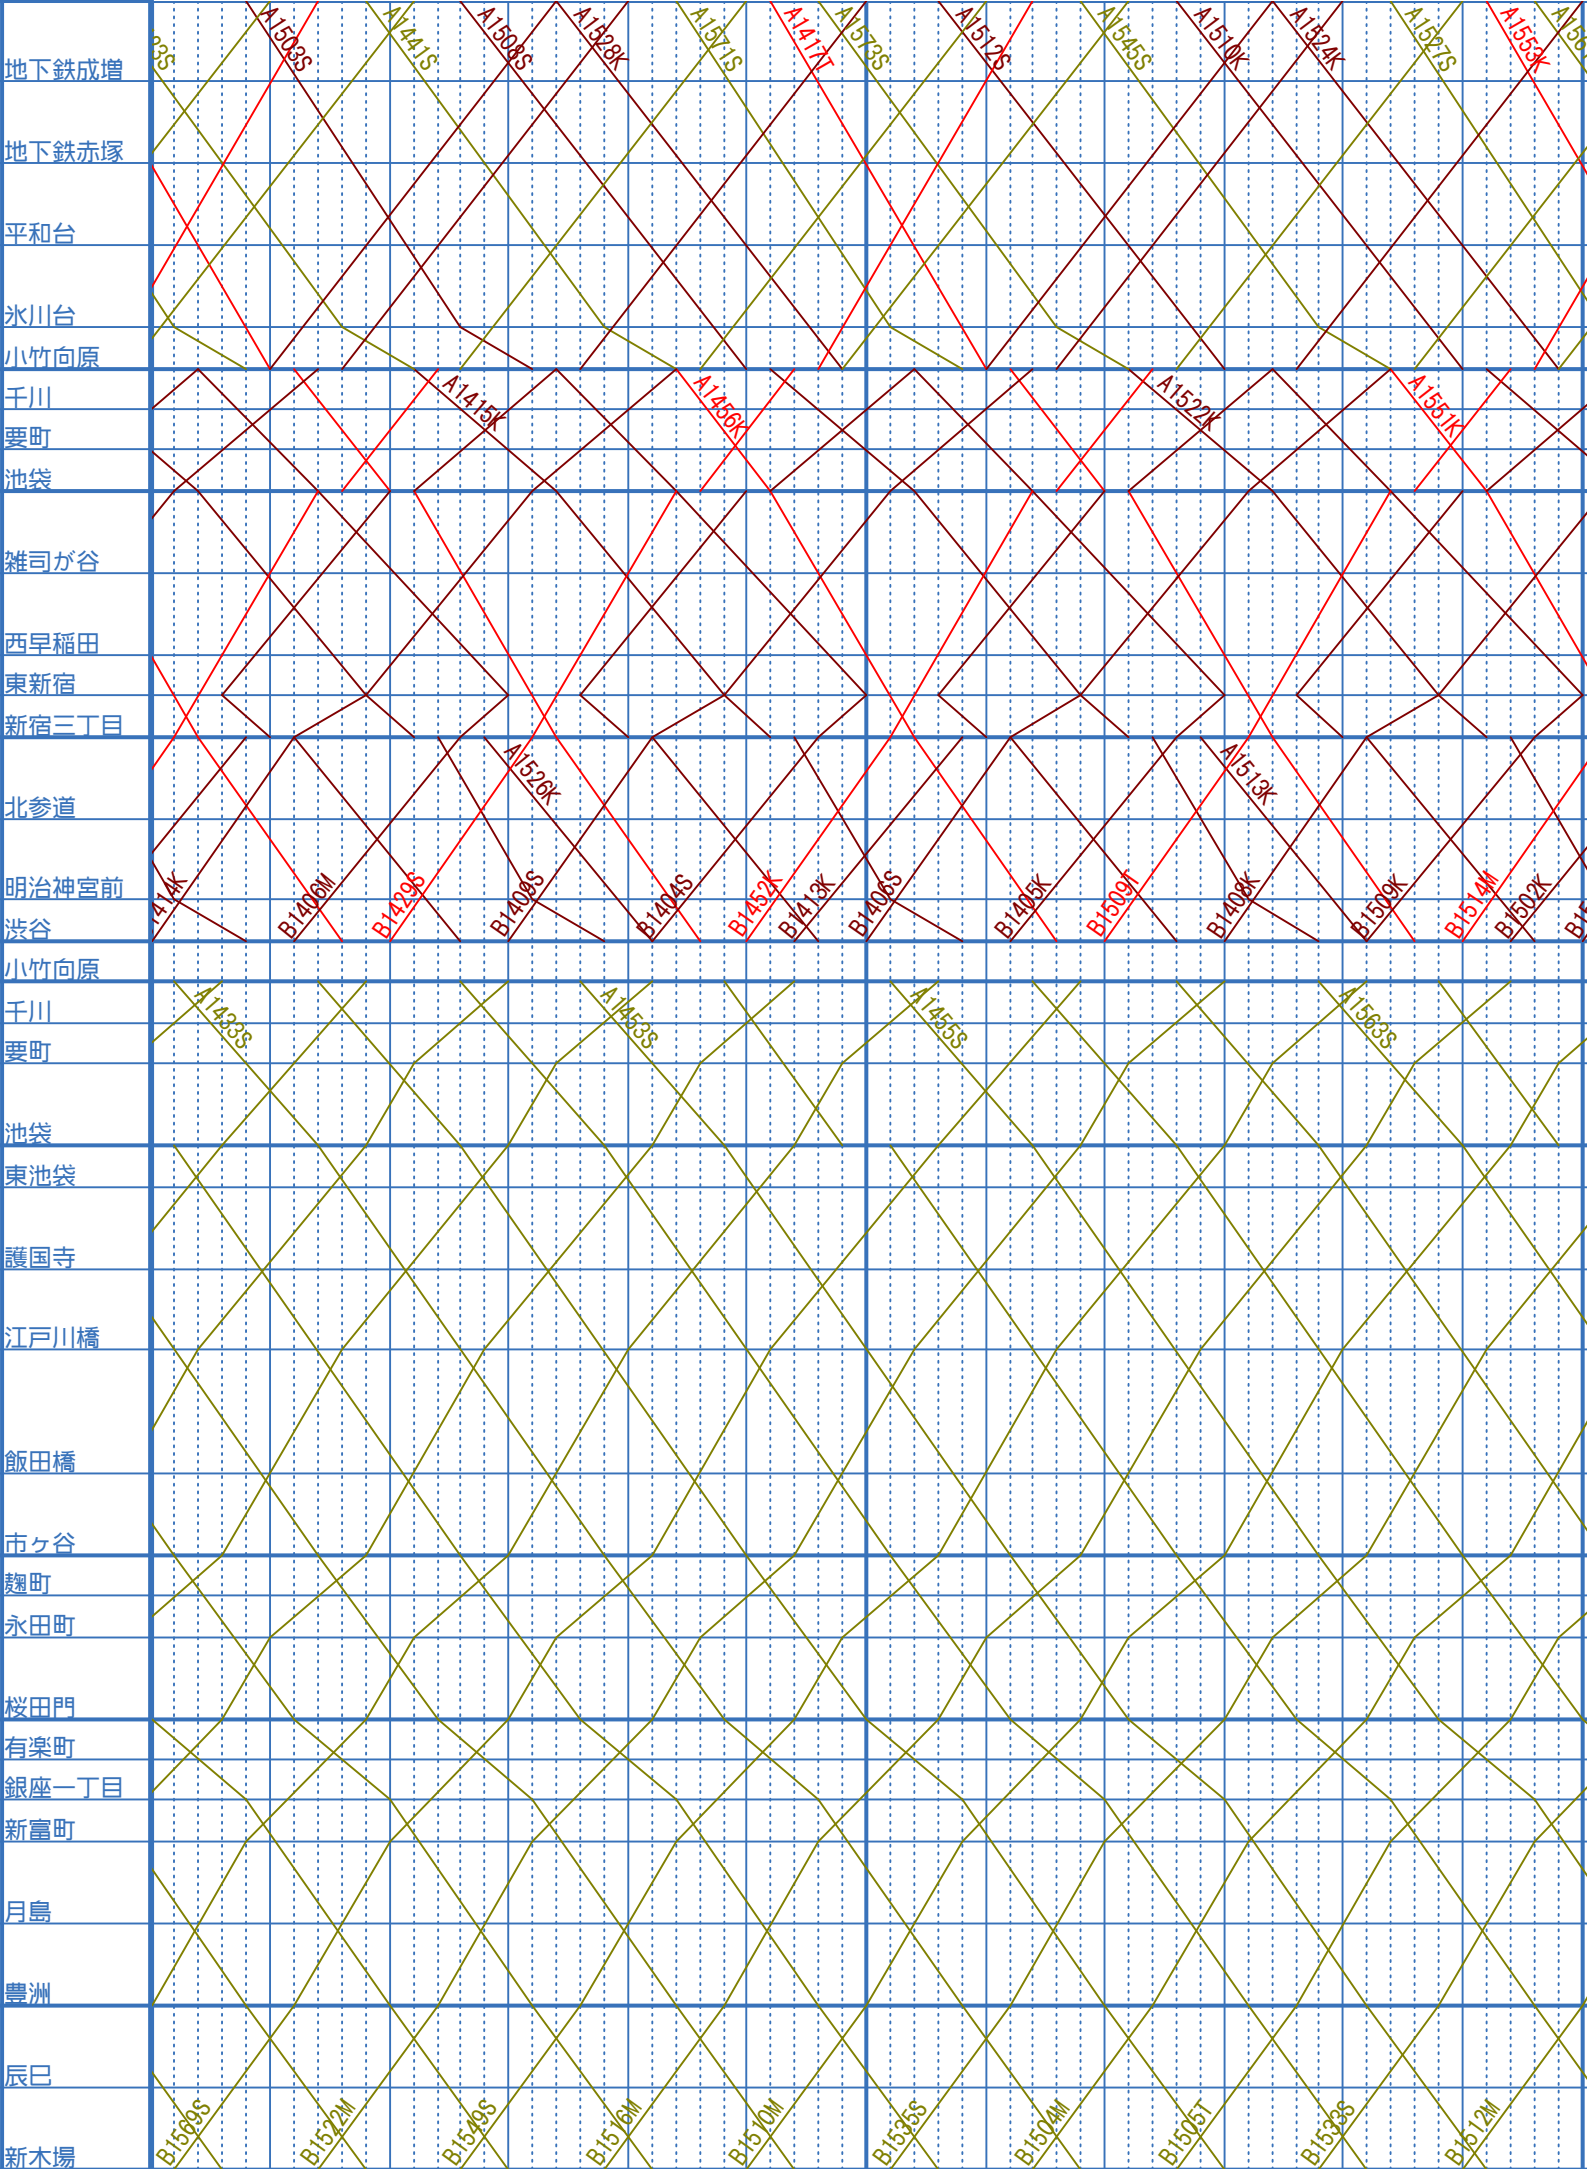 33S
A1503S
A1441S
A1508S
A1528K
A1571S
A1417T
A1573S
A1512S
A1545S
A1510K
A1524K
A1527S
A1553K
地下鉄成増
地下鉄赤塚
平和台
氷川台
小竹向原
千川
A1415K
A1456K
A1522K
A1551K
要町
池袋
雑司が谷
西早稲田
東新宿
新宿三丁目
A1526K
A1513K
北参道
明治神宮前
渋谷
1414K
B1406M
B1429S
B1409S
B1404S
B1452K
B1413K
B1406S
B1405K
B1509T
B1408K
B1509K
B1514M
B1502K
小竹向原
千川
A1433S
A1453S
A1455S
A1563S
要町
池袋
東池袋
護国寺
江戸川橋
飯田橋
市ヶ谷
麹町
永田町
桜田門
有楽町
銀座一丁目
新富町
月島
豊洲
辰巳
新木場
B1569S
B1522M
B1549S
B1516M
B1510M
B1535S
B1504M
B1505T
B1533S
B1512M